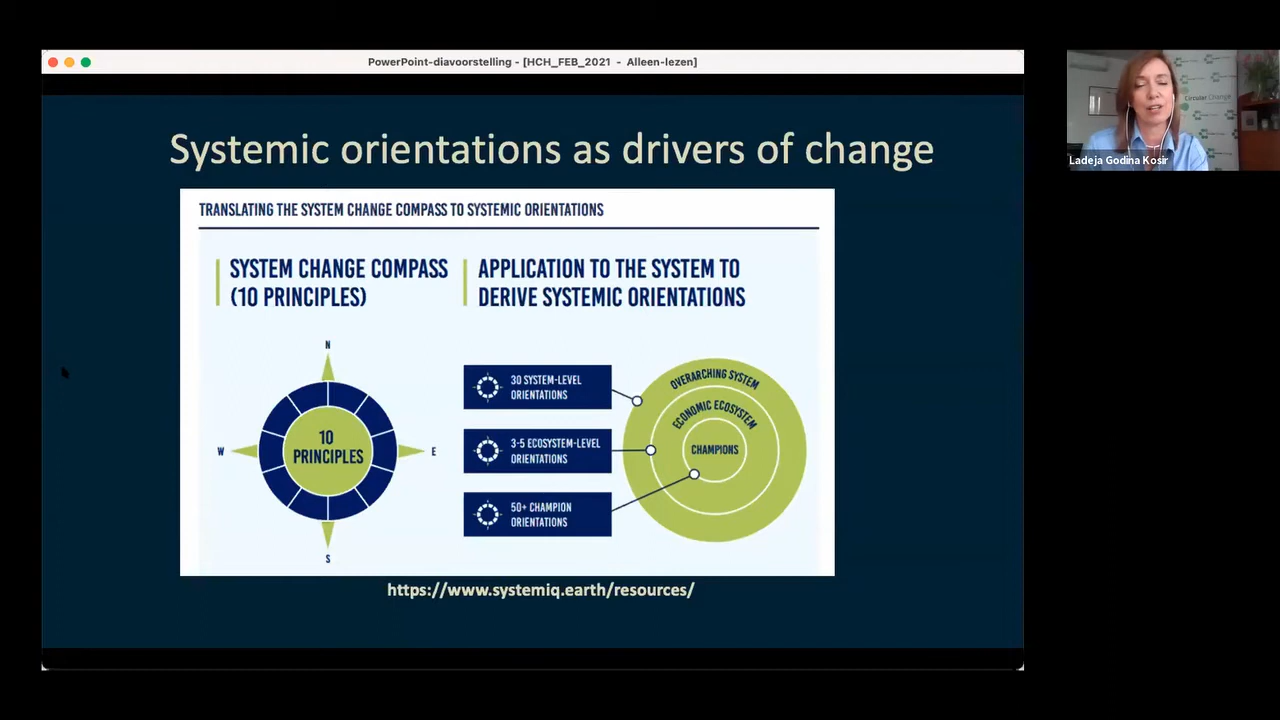 PowerPoint-diavoorstelling - [HCH_FEB_2021 - Alleen-lezen]
Systemic orientations as drivers of change
TRANSLATING THE SYSTEM CHANGE COMPASS TO SYSTEMIC ORIENTATIONS
SYSTEM CHANGE COMPASS
(10 PRINCIPLES)
APPLICATION TO THE SYSTEM TO
DERIVE SYSTEMIC ORIENTATIONS
N
W
10
PRINCIPLES
E
S
30 SYSTEM-LEVEL
ORIENTATIONS
3-5 ECOSYSTEM-LEVEL
ORIENTATIONS
50+ CHAMPION
ORIENTATIONS
OVERARCHING SYSTEM
ECONOMIC ECOSYSTEM
CHAMPIONS
https://www.systemiq.earth/resources/
Circular Change
Ladeja Godina Kosir